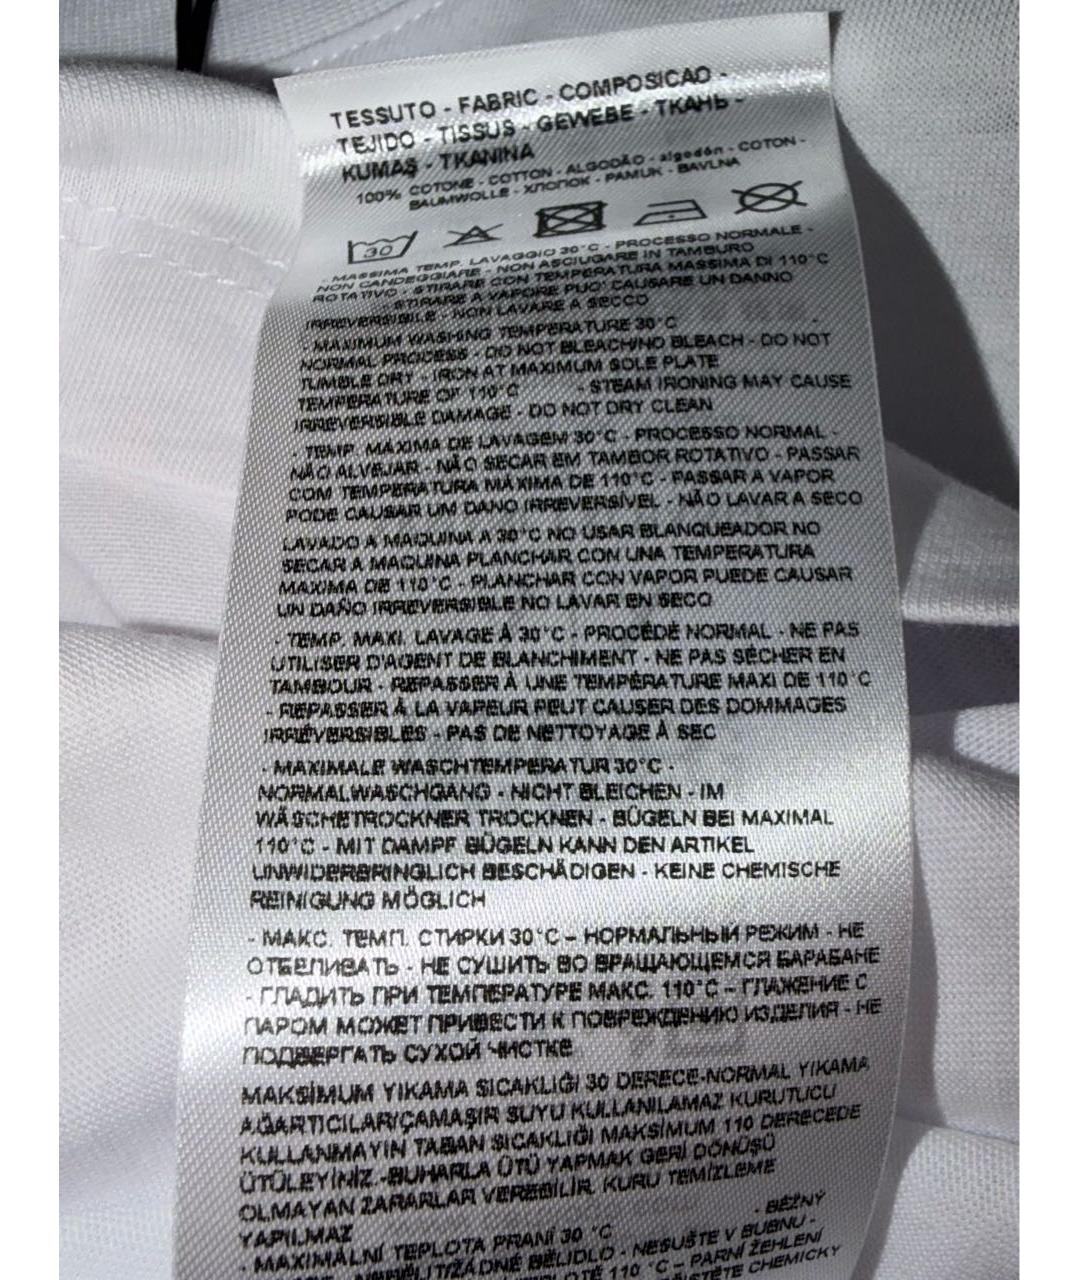 TESSUTO - FABRIC - COMPOSICAO -
TEJIDO - TISSUS - GEWEBE - ТКАНЬ -
KUMAŞ - TKANINA
100% COTONE - COTTON - ALGODÃO - algodón - COTON -
BAUMWOLLE - ХЛОПОК - PAMUK - BAVLNA
30
- MASSIMA TEMP. LAVAGGIO 30°C - PROCESSO NORMALE -
NON CANDEGGIARE - NON ASCIUGARE IN TAMBURO
ROTATIVO - STIRARE CON TEMPERATURA MASSIMA DI 110°C
- STIRARE A VAPORE PUO' CAUSARE UN DANNO
IRREVERSIBILE - NON LAVARE A SECCO
- MAXIMUM WASHING TEMPERATURE 30°C -
NORMAL PROCESS - DO NOT BLEACH/NO BLEACH - DO NOT
TUMBLE DRY - IRON AT MAXIMUM SOLE PLATE
TEMPERATURE OF 110°C - STEAM IRONING MAY CAUSE
IRREVERSIBLE DAMAGE - DO NOT DRY CLEAN
- TEMP. MÁXIMA DE LAVAGEM 30°C - PROCESSO NORMAL -
NÃO ALVEJAR - NÃO SECAR EM TAMBOR ROTATIVO - PASSAR
COM TEMPERATURA MÁXIMA DE 110°C - PASSAR A VAPOR
PODE CAUSAR UM DANO IRREVERSÍVEL - NÃO LAVAR A SECO
LAVADO A MAQUINA A 30°C NO USAR BLANQUEADOR NO
SECAR A MAQUINA PLANCHAR CON UNA TEMPERATURA
MAXIMA DE 110°C - PLANCHAR CON VAPOR PUEDE CAUSAR
UN DAÑO IRREVERSIBLE NO LAVAR EN SECO
- TEMP. MAXI. LAVAGE À 30°C - PROCÉDÉ NORMAL - NE PAS
UTILISER D'AGENT DE BLANCHIMENT - NE PAS SÉCHER EN
TAMBOUR - REPASSER À UNE TEMPÉRATURE MAXI DE 110°C
- REPASSER À LA VAPEUR PEUT CAUSER DES DOMMAGES
IRRÉVERSIBLES - PAS DE NETTOYAGE À SEC
- MAXIMALE WASCHTEMPERATUR 30°C -
NORMALWASCHGANG - NICHT BLEICHEN - IM
WÄSCHETROCKNER TROCKNEN - BÜGELN BEI MAXIMAL
110°C - MIT DAMPF BÜGELN KANN DEN ARTIKEL
UNWIDERBRINGLICH BESCHÄDIGEN - KEINE CHEMISCHE
REINIGUNG MÖGLICH
- МАКС. ТЕМП. СТИРКИ 30°C – НОРМАЛЬНЫЙ РЕЖИМ - НЕ
ОТБЕЛИВАТЬ - НЕ СУШИТЬ ВО ВРАЩАЮЩЕМСЯ БАРАБАНЕ
- ГЛАДИТЬ ПРИ ТЕМПЕРАТУРЕ МАКС. 110°C – ГЛАЖЕНИЕ С
ПАРОМ МОЖЕТ ПРИВЕСТИ К ПОВРЕЖДЕНИЮ ИЗДЕЛИЯ - НЕ
ПОДВЕРГАТЬ СУХОЙ ЧИСТКЕ
MAKSİMUM YIKAMA SICAKLIĞI 30 DERECE-NORMAL YIKAMA
AĞARTICILAR/ÇAMAŞIR SUYU KULLANILAMAZ KURUTUCU
KULLANMAYIN TABAN SICAKLIĞI MAKSİMUM 110 DERECEDE
ÜTÜLEYİNİZ.-BUHARLA ÜTÜ YAPMAK GERİ DÖNÜŞÜ
OLMAYAN ZARARLAR VEREBİLİR. KURU TEMİZLEME
YAPILMAZ
- MAXIMÁLNÍ TEPLOTA PRANÍ 30 °C - BĚŽNÝ
BĚLIT/ŽÁDNÉ BĚLIDLO - NESUŠTE V BUBNU -
110 °C – PARNÍ ŽEHLENÍ
CHEMICKY